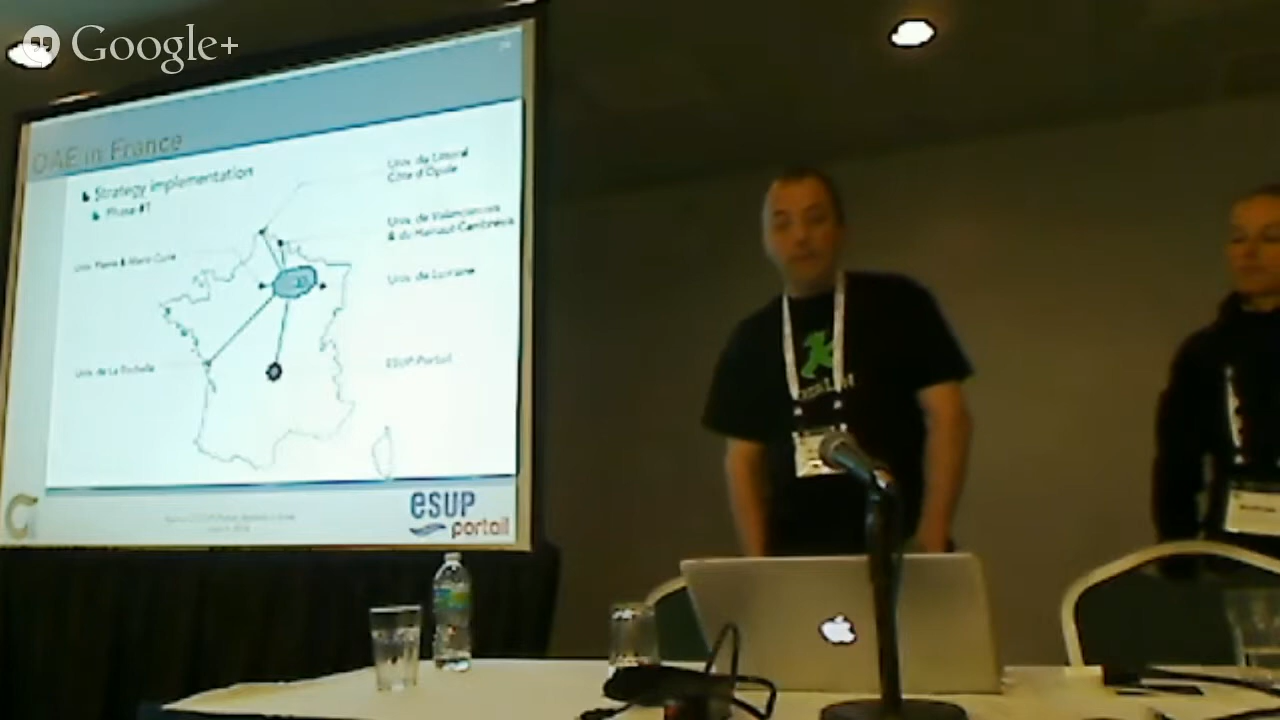 Google+
OAE in France
Strategy implementation
Phase #1
Univ. du Littoral
Côte d'Opale
Univ. de Valenciennes
& du Hainaut-Cambrésis
Univ. Pierre & Marie Curie
Univ. de Lorraine
Univ. de La Rochelle
ESUP-Portail
esup
portail